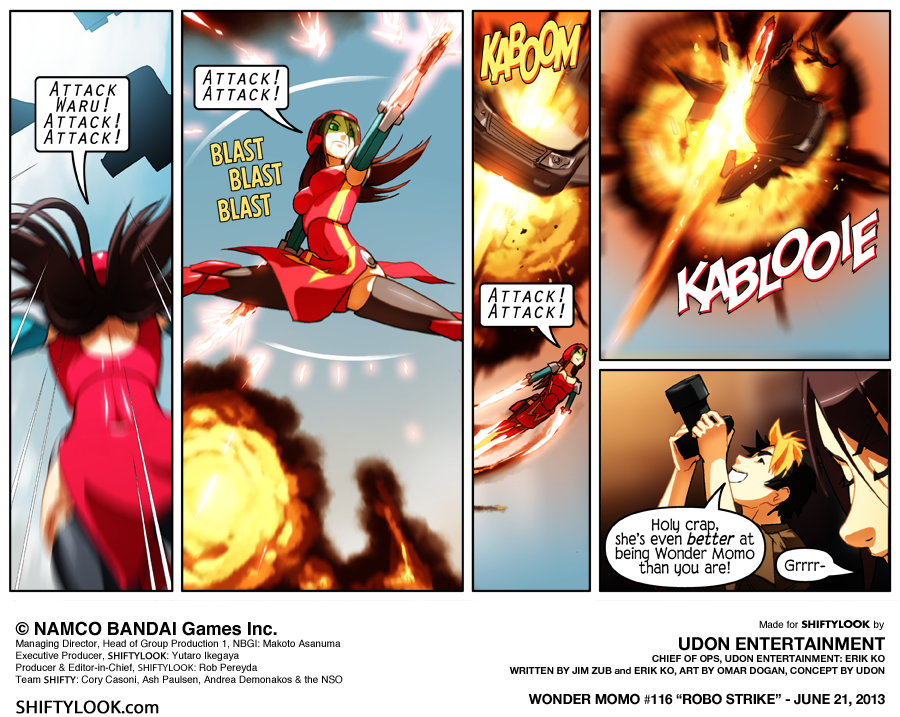 Attack
Waru!
Attack!
Attack!
Attack!
Attack!
BLAST
BLAST
BLAST
KABOOM
Attack!
Attack!
KABLOOIE
Holy crap,
she's even better at
being Wonder Momo
than you are!
Grrrr-
© NAMCO BANDAI Games Inc.
Managing Director, Head of Group Production 1, NBGI: Makoto Asanuma
Executive Producer, SHIFTYLOOK: Yutaro Ikegaya
Producer & Editor-in-Chief, SHIFTYLOOK: Rob Pereyda
Team SHIFTY: Cory Casoni, Ash Paulsen, Andrea Demonakos & the NSO
SHIFTYLOOK.com
Made for SHIFTYLOOK by
UDON ENTERTAINMENT
CHIEF OF OPS, UDON ENTERTAINMENT: ERIK KO
WRITTEN BY JIM ZUB and ERIK KO, ART BY OMAR DOGAN, CONCEPT BY UDON
WONDER MOMO #116 “ROBO STRIKE” - JUNE 21, 2013